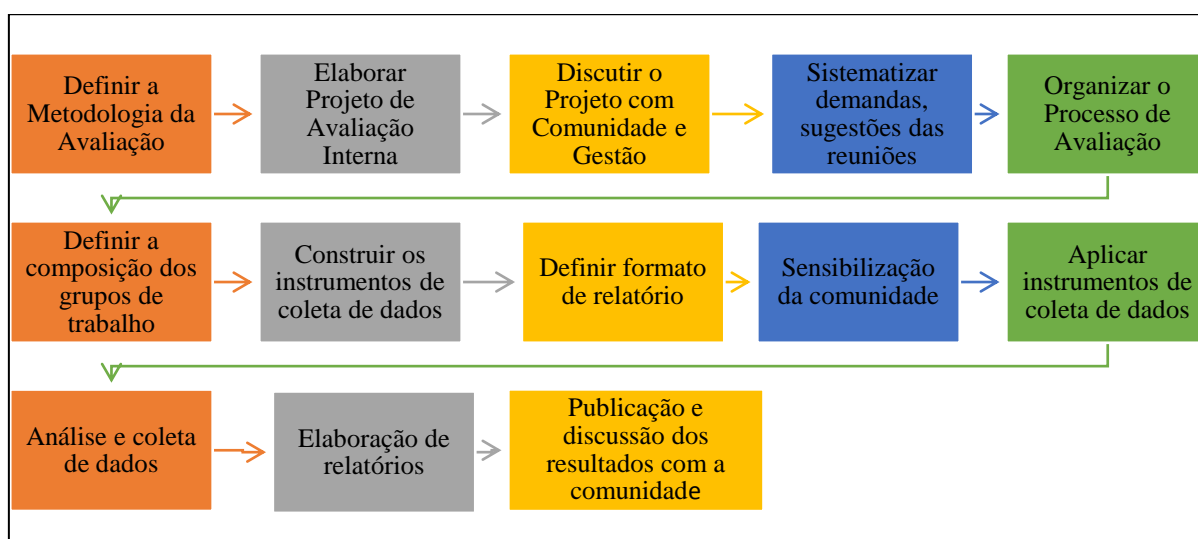 Definir a
Metodologia da
Avaliação
Elaborar
Projeto de
Avaliação
Interna
Discutir o
Projeto com
Comunidade e
Gestão
Sistematizar
demandas,
sugestões das
reuniões
Organizar o
Processo de
Avaliação
Definir a
composição dos
grupos de
trabalho
Construir os
instrumentos de
coleta de dados
Definir formato
de relatório
Sensibilização
da comunidade
Aplicar
instrumentos de
coleta de dados
Análise e coleta
de dados
Elaboração de
relatórios
Publicação e
discussão dos
resultados com a
comunidade